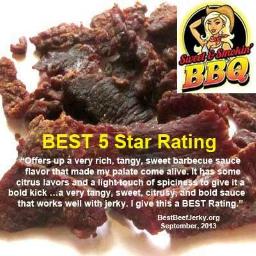 Sweet & Smokin'
BBQ
BEST 5 Star Rating
"Offers up a very rich, tangy, sweet barbecue sauce
flavor that made my palate come alive. It has some
citrus flavors and a light touch of spiciness to give it a
bold kick ...a very tangy, sweet, citrusy, and bold sauce
that works well with jerky. I give this a BEST Rating."
BestBeefJerky.org
September, 2013